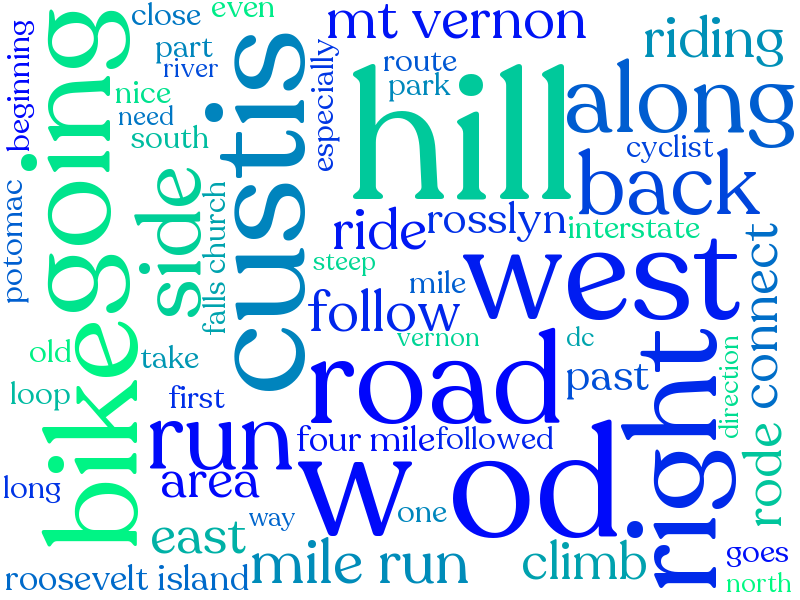 even
close
mt vernon
part
river
route
riding
beginning
going
custis
especially
park
hill
along
nice
need
south
cyclist
back
side
potomac
falls church
ride
rosslyn
interstate
steep
mile
west
connect
follow
vernon
dc
old
take
road
past
right
direction
loop
first
bike
run
four mile
followed
rode
area
w od
long
way
one
east
mile run
climb
goes
roosevelt island
north